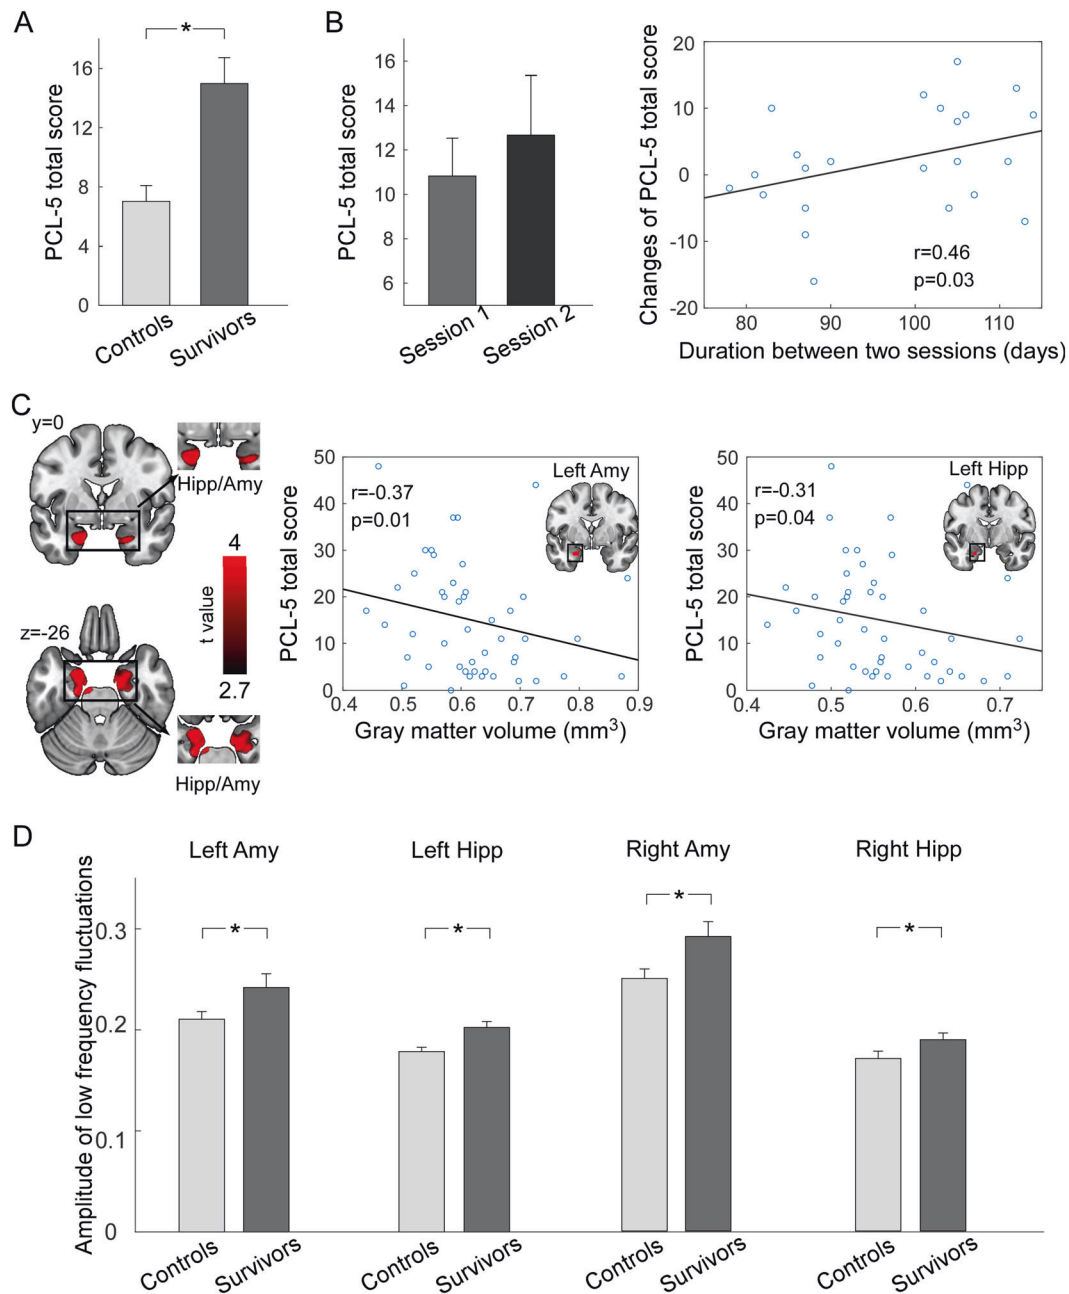 A
*
PCL-5 total score
16
12
8
4
0
Controls
Survivors
B
PCL-5 total score
16
14
12
10
8
6
Session 1
Session 2
Changes of PCL-5 total score
20
10
0
-10
-20
r=0.46
p=0.03
80
90
100
110
Duration between two sessions (days)
C
y=0
Hipp/Amy
4
t value
2.7
z=-26
Hipp/Amy
PCL-5 total score
50
40
30
20
10
0
r=-0.37
p=0.01
Left Amy
0.4
0.5
0.6
0.7
0.8
0.9
Gray matter volume (mm3)
PCL-5 total score
50
40
30
20
10
0
r=-0.31
p=0.04
Left Hipp
0.4
0.5
0.6
0.7
Gray matter volume (mm3)
D
Left Amy
Left Hipp
Right Amy
Right Hipp
Amplitude of low frequency fluctuations
0.3
0.2
0.1
0
*
*
*
*
Controls
Survivors
Controls
Survivors
Controls
Survivors
Controls
Survivors